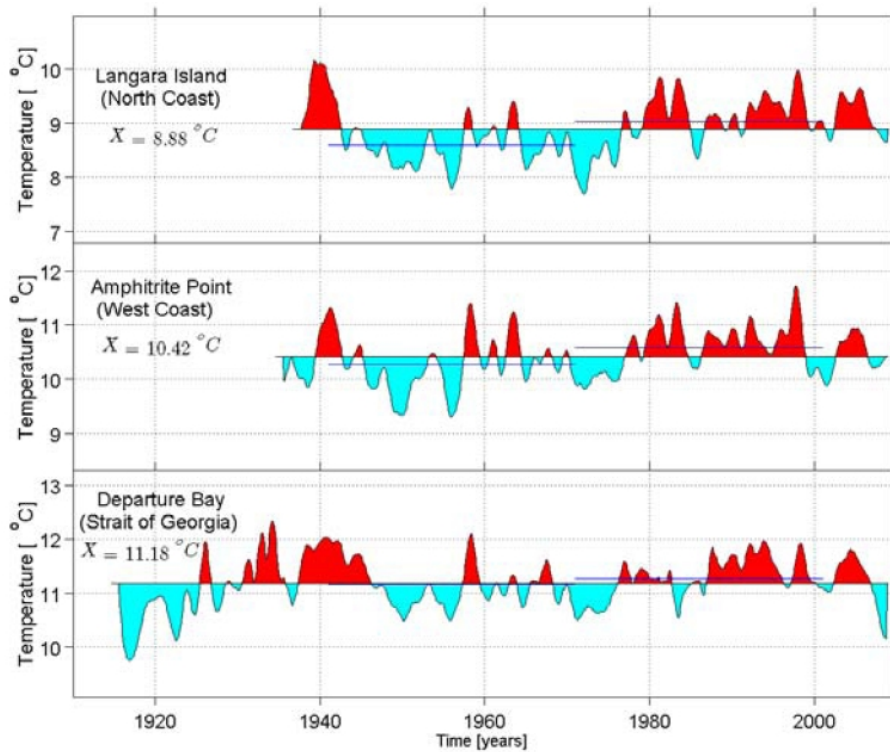 Temperature [ °C]
10
9
8
7
Langara Island
(North Coast)
X = 8.88 °C
Temperature [ °C]
12
11
10
9
Amphitrite Point
(West Coast)
X = 10.42 °C
Temperature [ °C]
13
12
11
10
Departure Bay
(Strait of Georgia)
X = 11.18 °C
1920 1940 1960 1980 2000
Time [years]